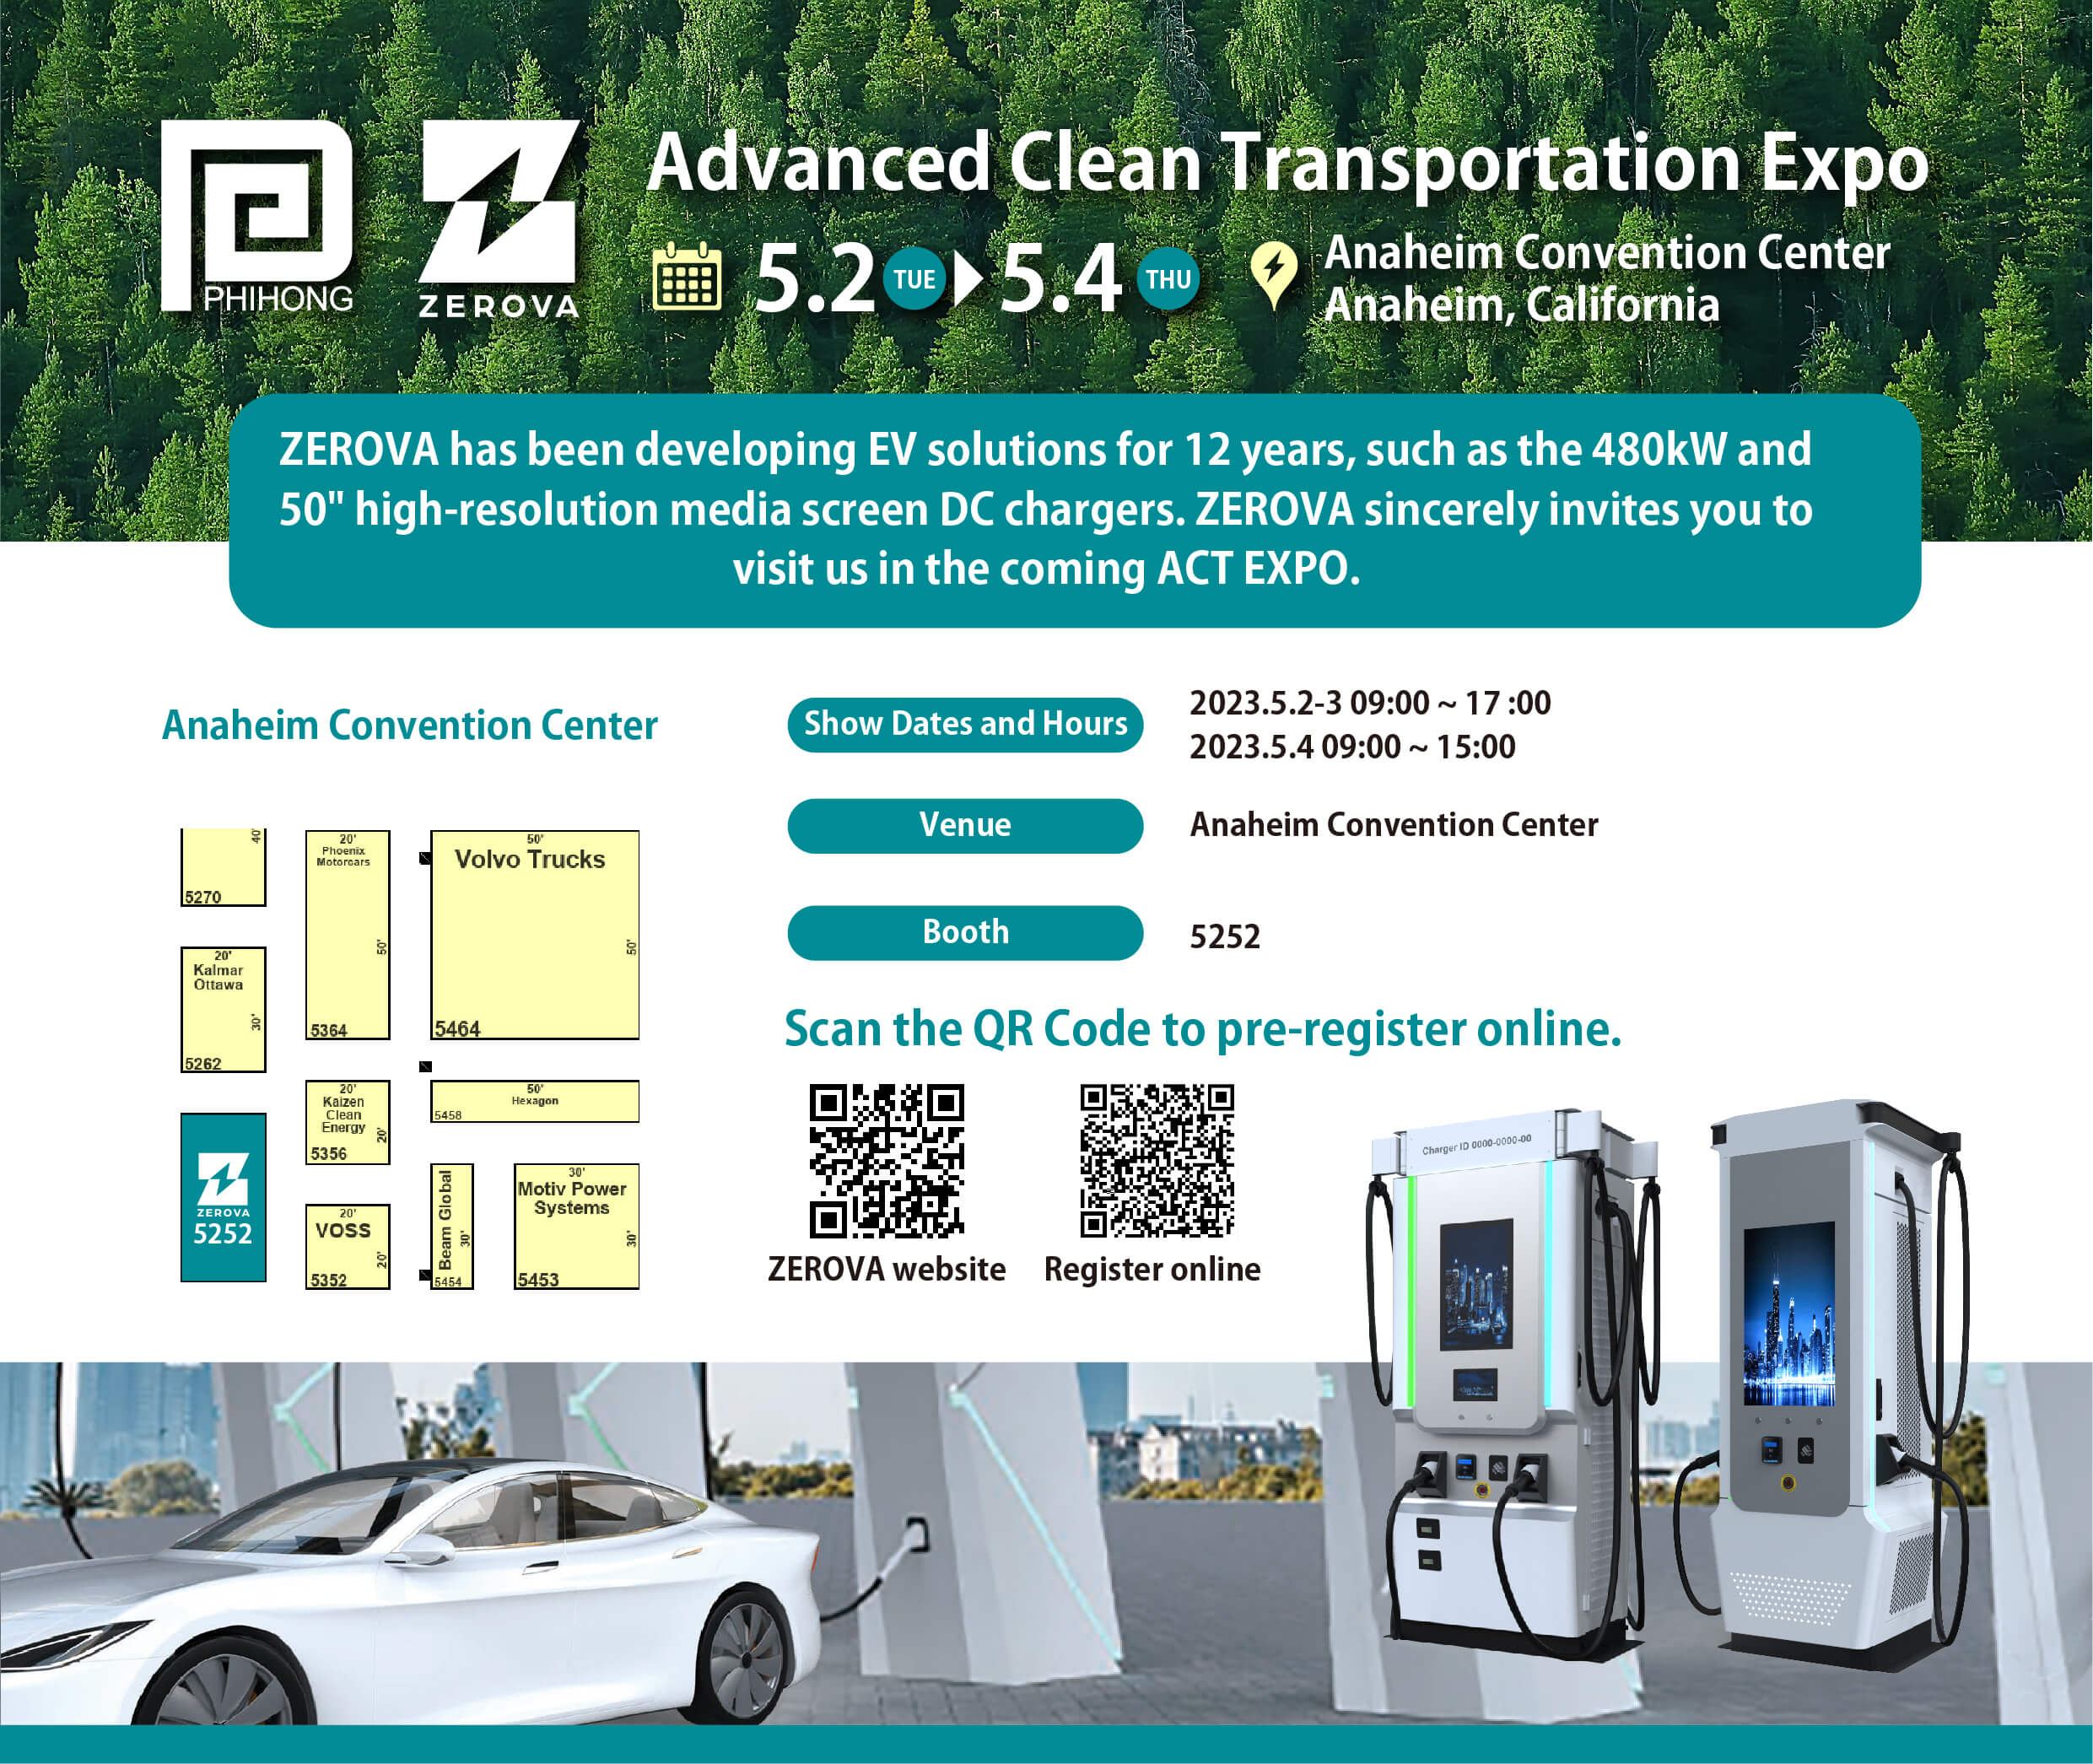 PHIHONG
ZEROVA
Advanced Clean Transportation Expo
5.2 TUE 5.4 THU
Anaheim Convention Center
Anaheim, California
ZEROVA has been developing EV solutions for 12 years, such as the 480kW and
50" high-resolution media screen DC chargers. ZEROVA sincerely invites you to
visit us in the coming ACT EXPO.
Anaheim Convention Center
40'
5270
20'
Phoenix
Motorcars
50'
5364
50'
Volvo Trucks
50'
5464
20'
Kalmar
Ottawa
30'
5262
20'
Kaizen
Clean
Energy
20'
5356
50'
Hexagon
5458
ZEROVA
5252
20'
VOSS
20'
5352
Beam Global
30'
5454
30'
Motiv Power
Systems
30'
5453
Show Dates and Hours
2023.5.2-3 09:00 ~ 17 :00
2023.5.4 09:00 ~ 15:00
Venue
Anaheim Convention Center
Booth
5252
Scan the QR Code to pre-register online.
ZEROVA website
Register online
Charger ID 0000-0000-00